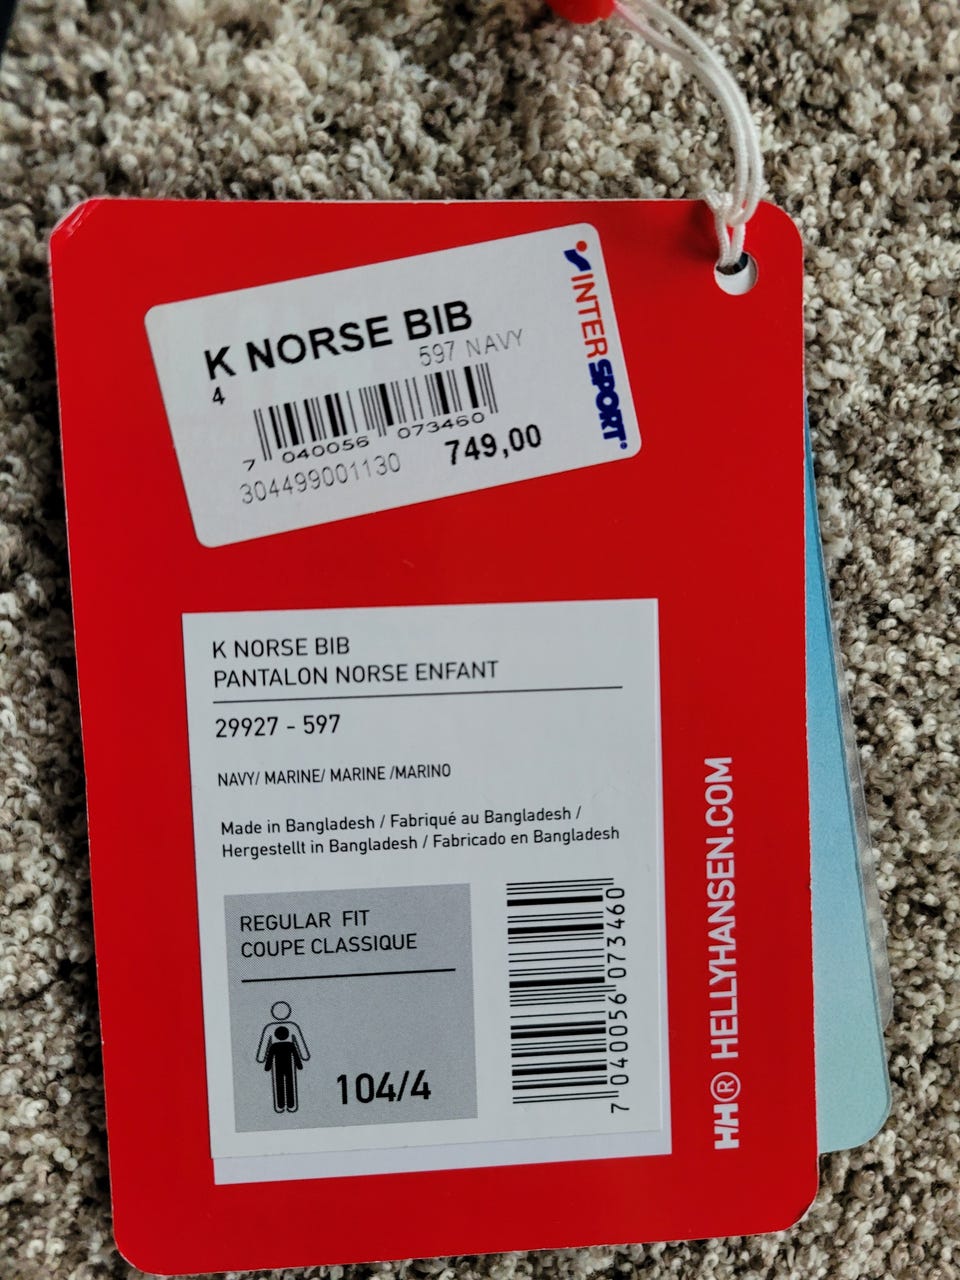 K NORSE BIB
597 NAVY
4
7 040056 073460
304499001130
749,00
INTERSPORT
K NORSE BIB
PANTALON NORSE ENFANT
29927 - 597
NAVY/ MARINE/ MARINE /MARINO
Made in Bangladesh / Fabriqué au Bangladesh /
Hergestellt in Bangladesh / Fabricado en Bangladesh
REGULAR FIT
COUPE CLASSIQUE
104/4
7 040056 073460
H/H® HELLYHANSEN.COM